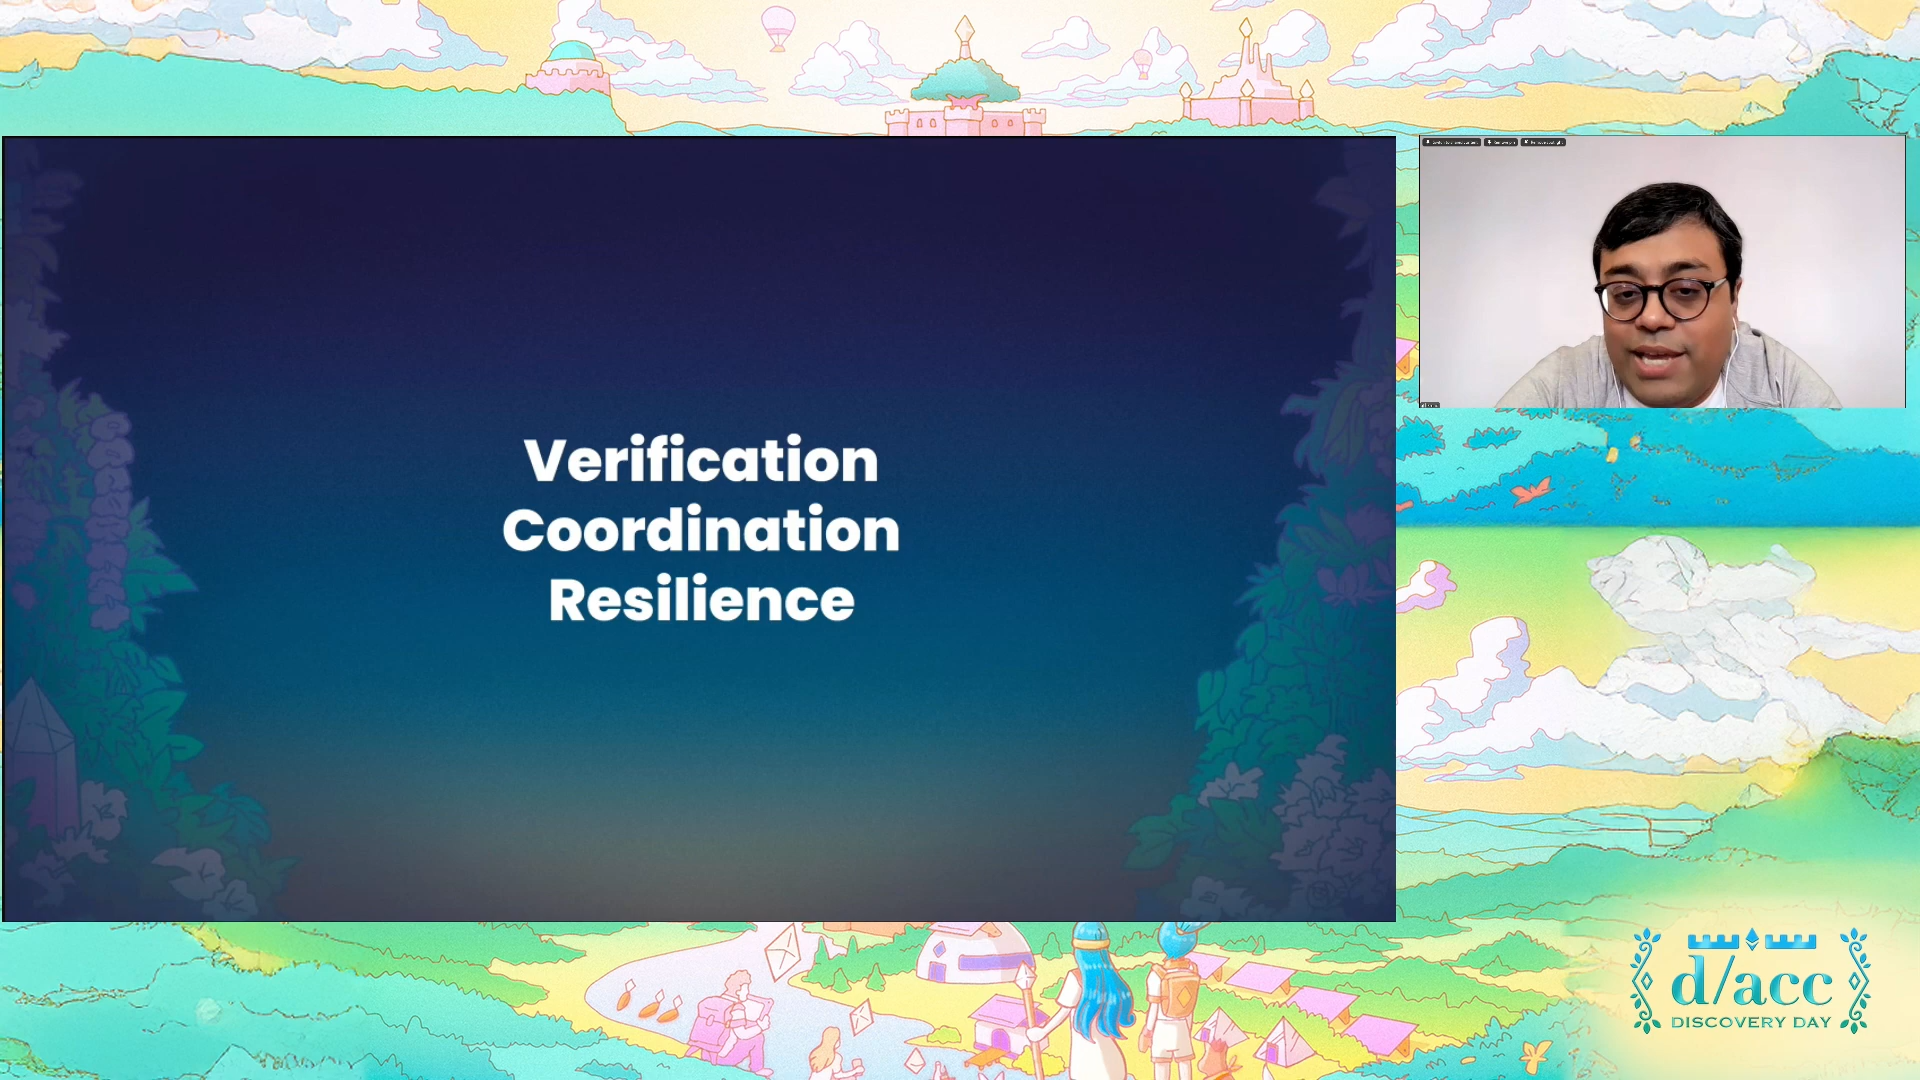 Verification
Coordination
Resilience
d/acc
DISCOVERY DAY